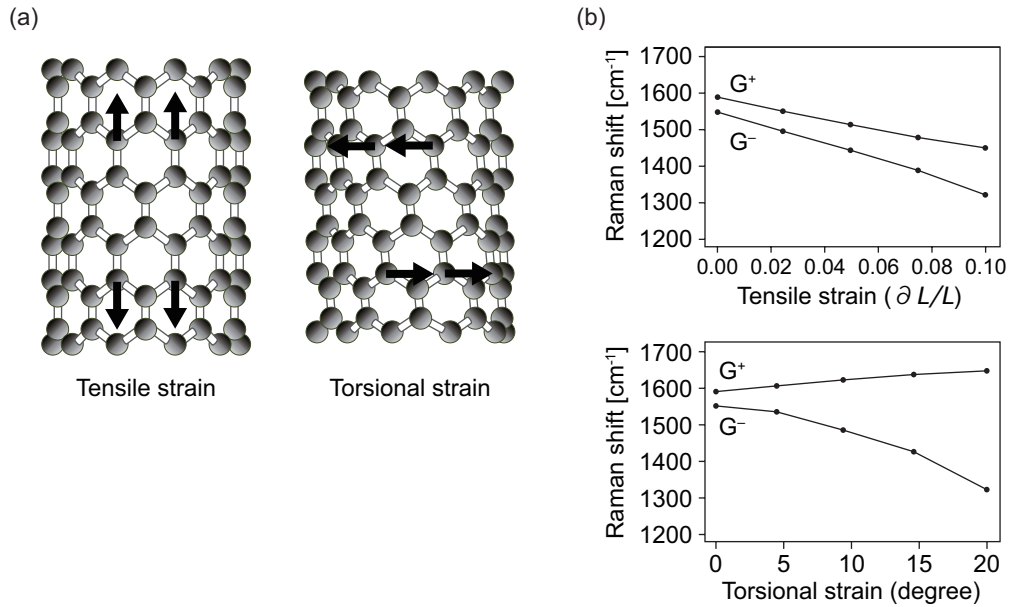 (a)
Tensile strain
Torsional strain
(b)
Raman shift [cm⁻¹]
1700
1600
1500
1400
1300
1200
G⁺
G⁻
0.00 0.02 0.04 0.06 0.08 0.10
Tensile strain (∂ L/L)
Raman shift [cm⁻¹]
1700
1600
1500
1400
1300
1200
G⁺
G⁻
0 5 10 15 20
Torsional strain (degree)